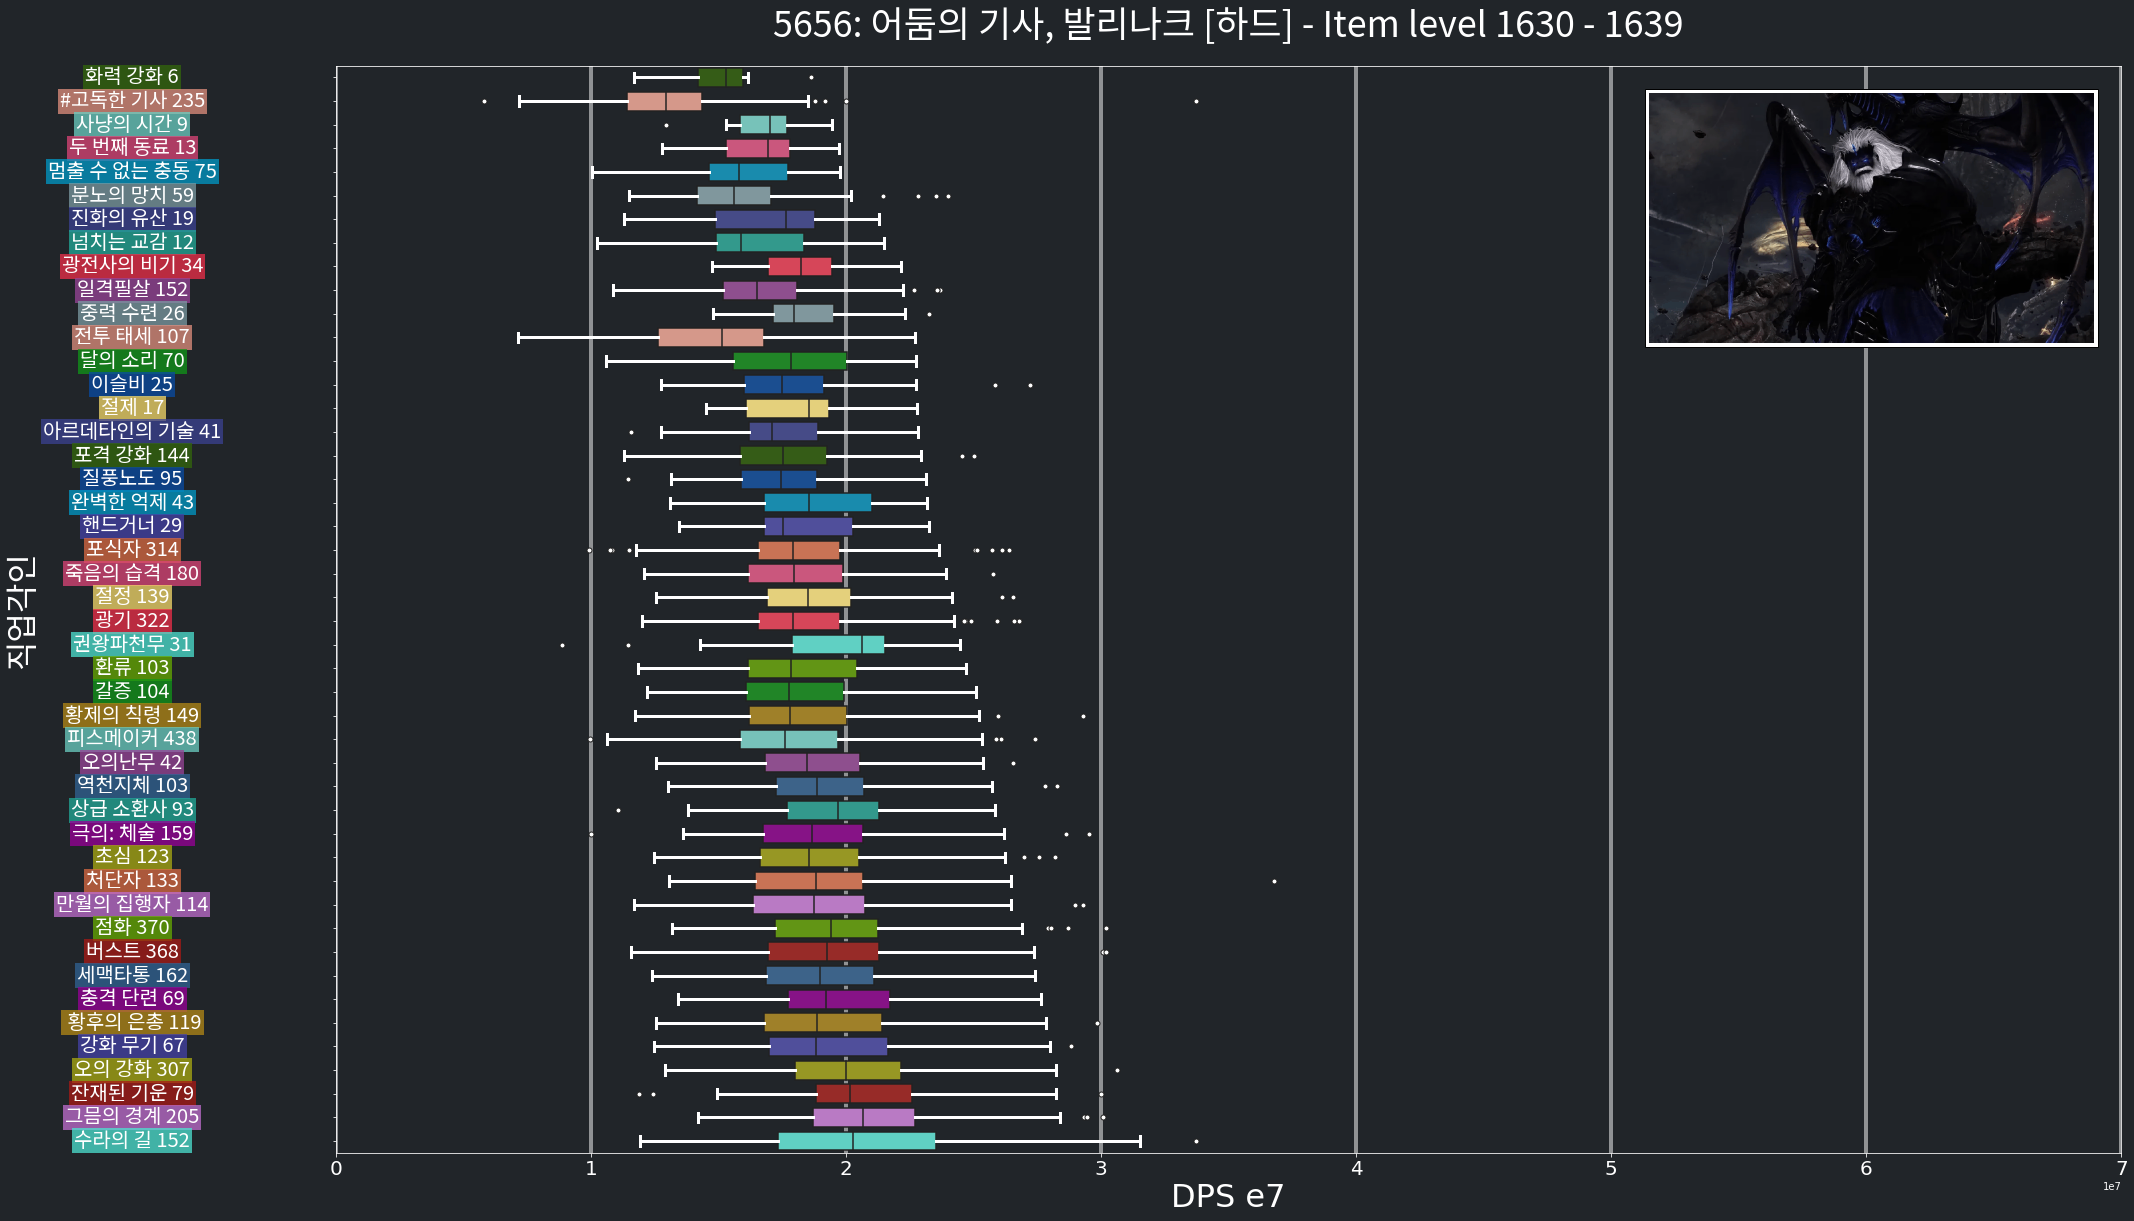 5656: 어둠의 기사, 발리나크 [하드] - Item level 1630 - 1639
화력 강화 6
#고독한 기사 235
사냥의 시간 9
두 번째 동료 13
멈출 수 없는 충동 75
분노의 망치 59
진화의 유산 19
넘치는 교감 12
광전사의 비기 34
일격필살 152
중력 수련 26
전투 태세 107
달의 소리 70
이슬비 25
절제 17
아르데타인의 기술 41
포격 강화 144
질풍노도 95
완벽한 억제 43
핸드거너 29
포식자 314
죽음의 습격 180
절정 139
광기 322
권왕파천무 31
환류 103
갈증 104
황제의 칙령 149
피스메이커 438
오의난무 42
역천지체 103
상급 소환사 93
극의: 체술 159
초심 123
처단자 133
만월의 집행자 114
점화 370
버스트 368
세맥타통 162
충격 단련 69
황후의 은총 119
강화 무기 67
오의 강화 307
잔재된 기운 79
그믐의 경계 205
수라의 길 152
직업각인
0 1 2 3 4 5 6 7
1e7
DPS e7